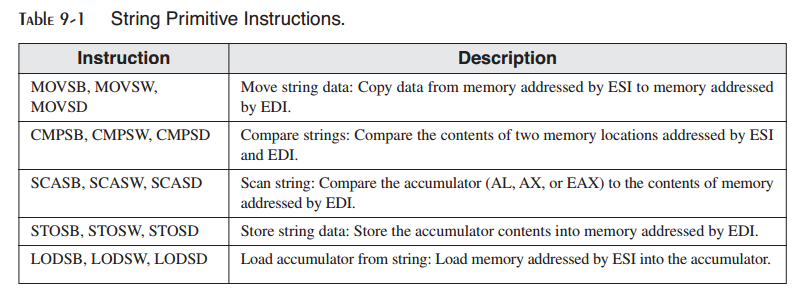 TABLE 9-1 String Primitive Instructions.
Instruction Description
MOVSB, MOVSW, Move string data: Copy data from memory addressed by ESI to memory addressed
MOVSD by EDI.
CMPSB, CMPSW, CMPSD Compare strings: Compare the contents of two memory locations addressed by ESI
and EDI.
SCASB, SCASW, SCASD Scan string: Compare the accumulator (AL, AX, or EAX) to the contents of memory
addressed by EDI.
STOSB, STOSW, STOSD Store string data: Store the accumulator contents into memory addressed by EDI.
LODSB, LODSW, LODSD Load accumulator from string: Load memory addressed by ESI into the accumulator.